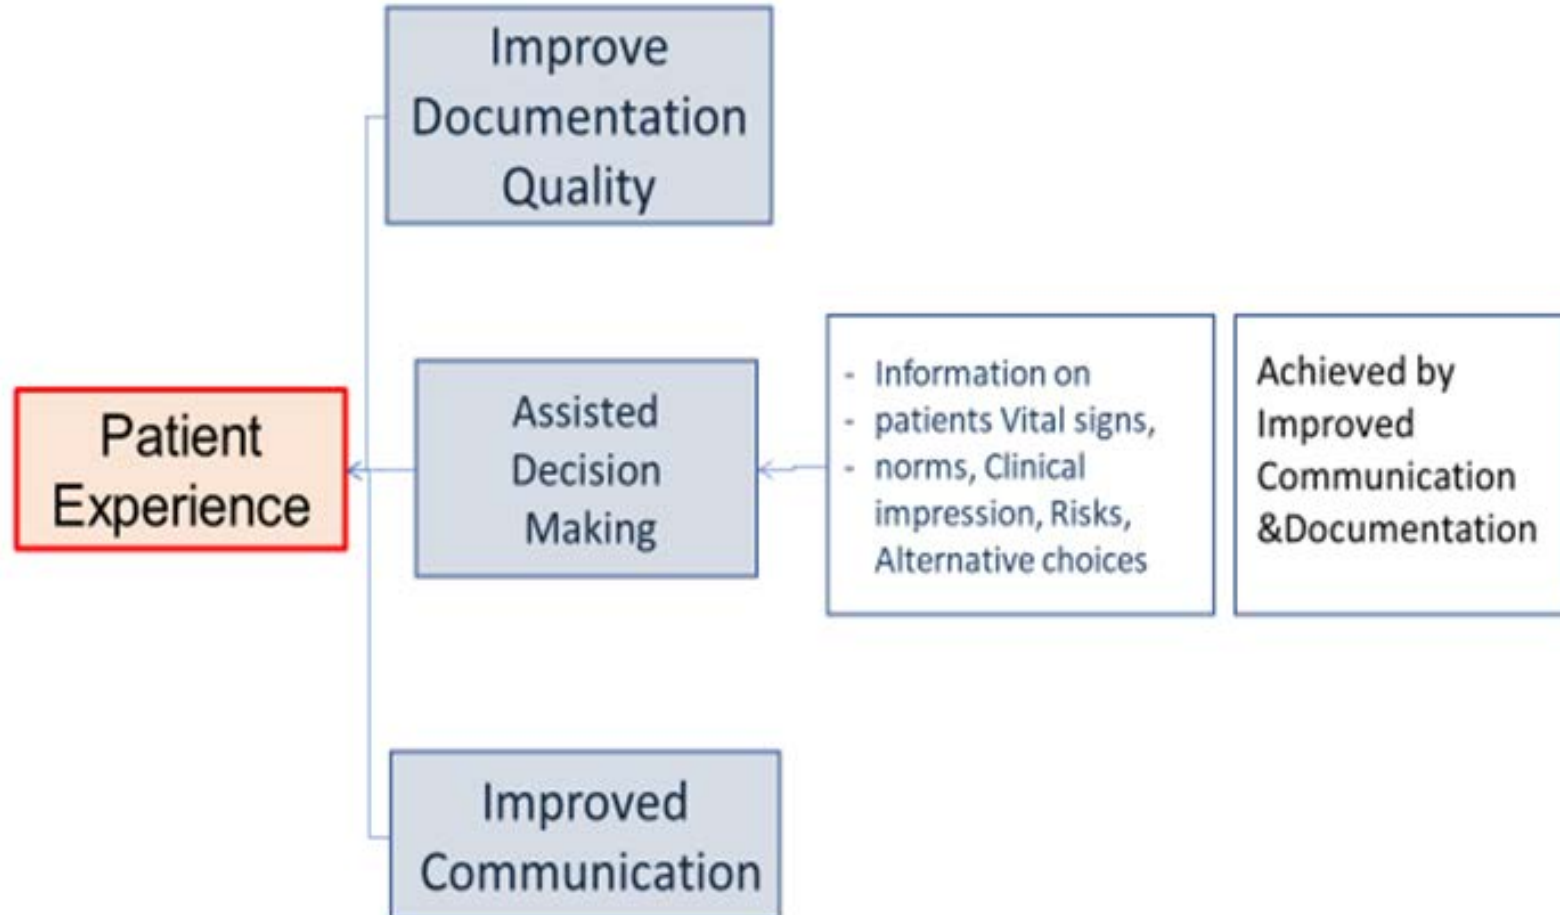 Improve
Documentation
Quality
Patient
Experience
Assisted
Decision
Making
- Information on
- patients Vital signs,
- norms, Clinical
impression, Risks,
Alternative choices
Achieved by
Improved
Communication
&Documentation
Improved
Communication